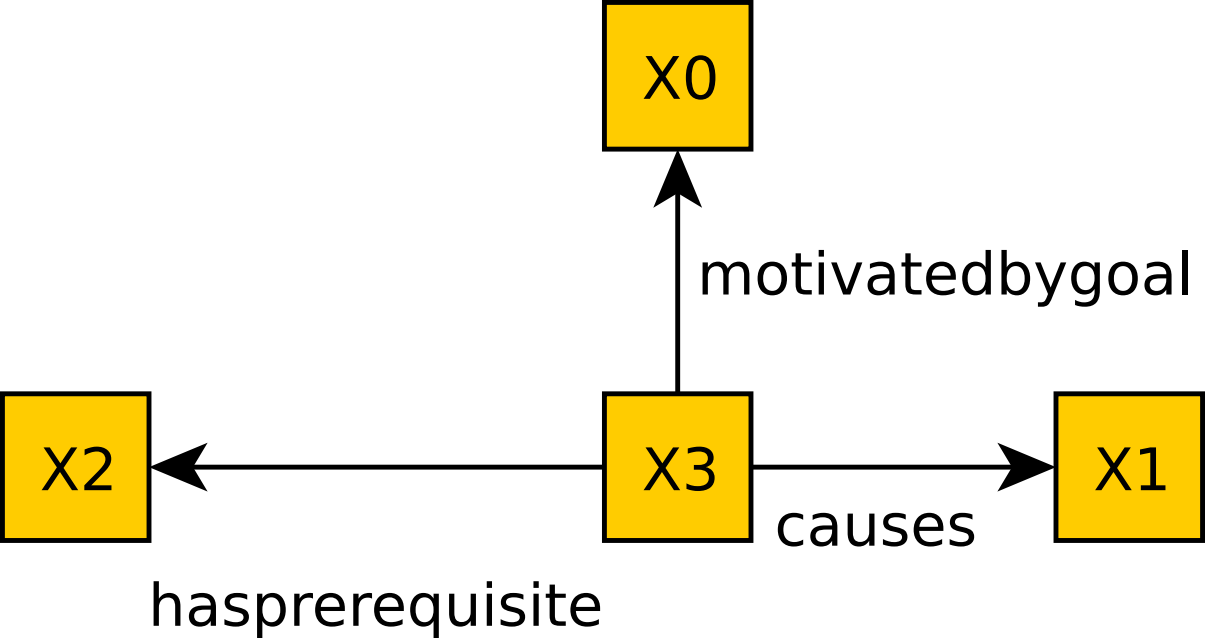 X0
motivatedbygoal
X2
X3
X1
causes
hasprerequisite